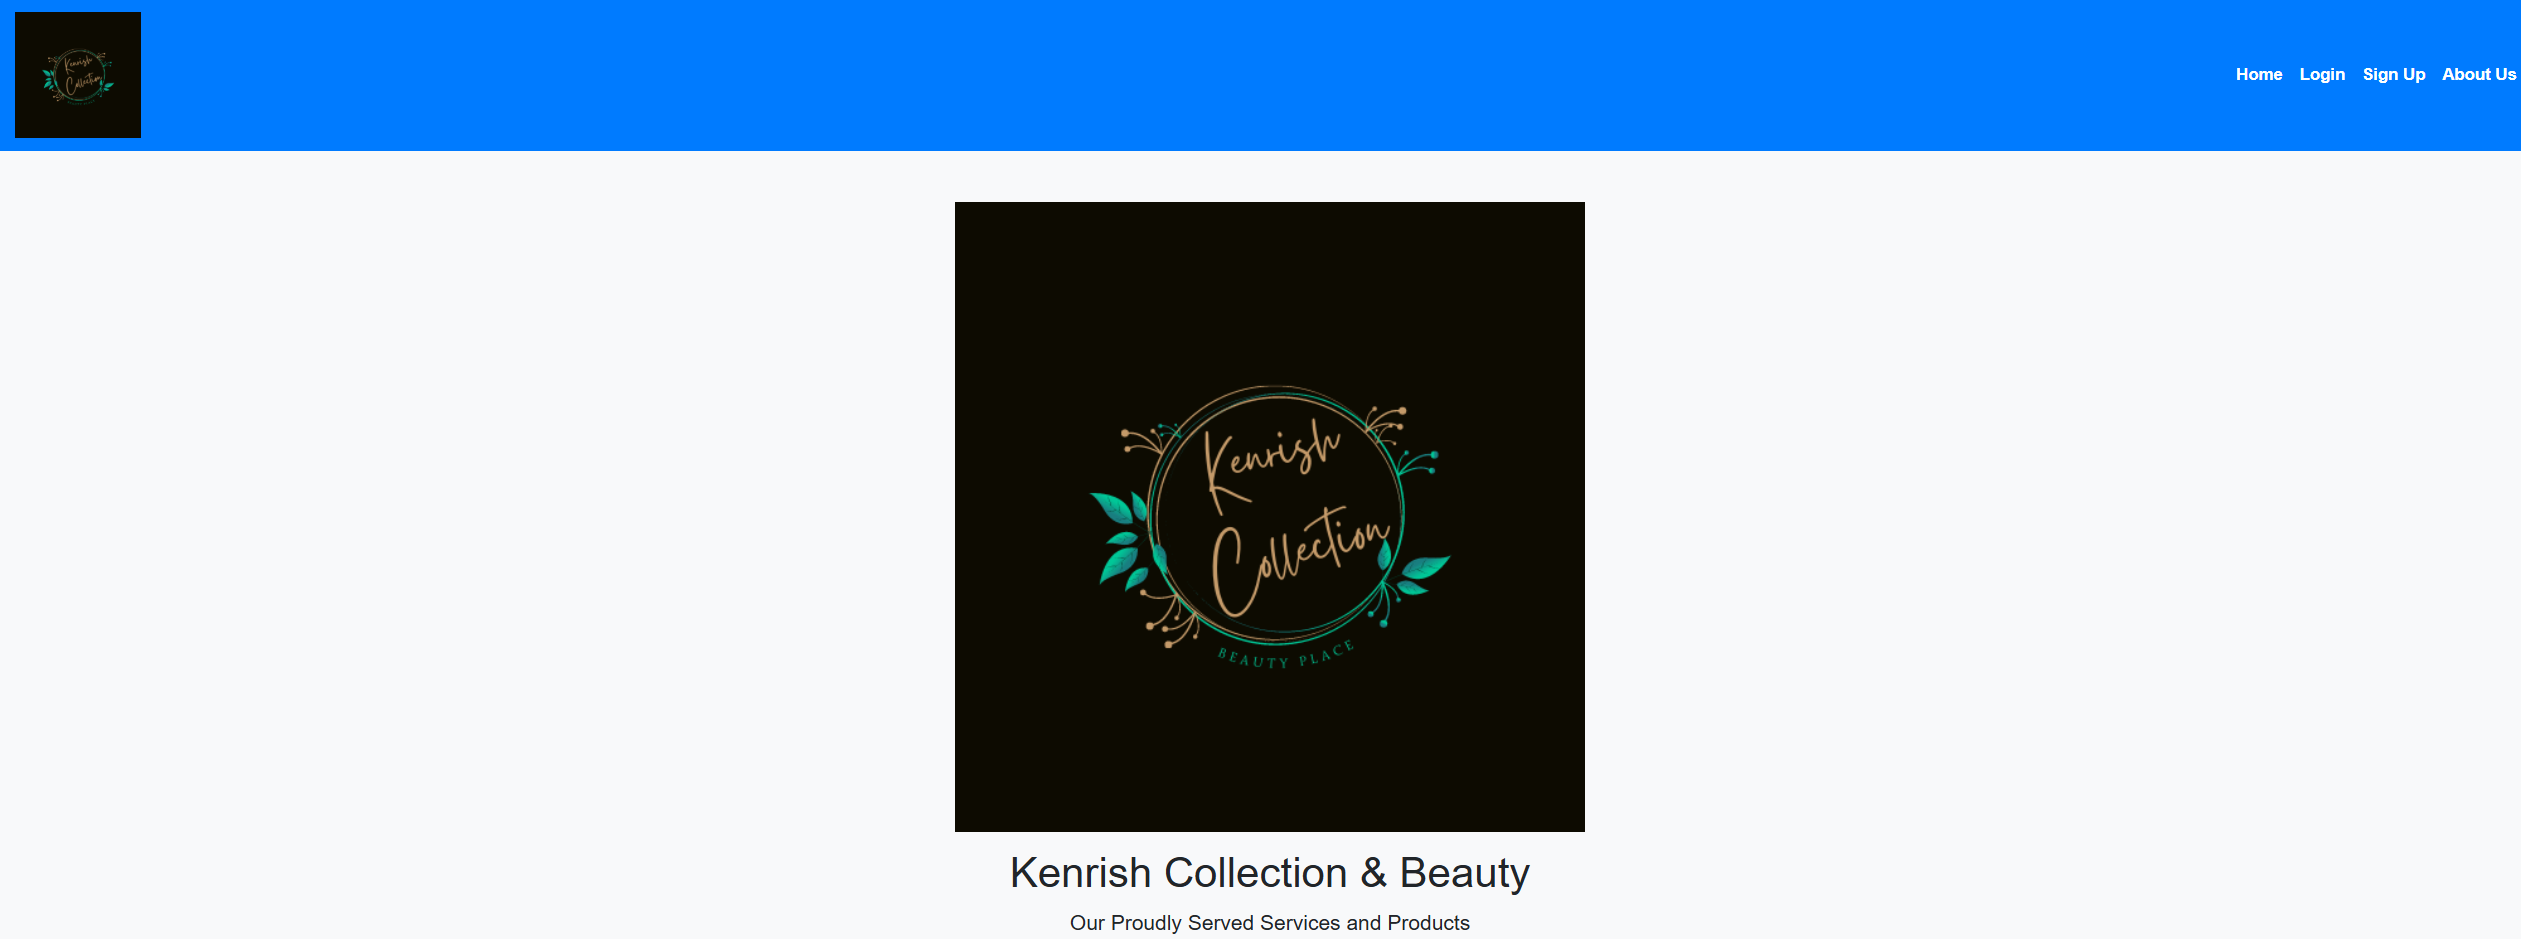 Kenrish
Collection
Home Login Sign Up About Us
Kenrish
Collection
BEAUTY PLACE
Kenrish Collection & Beauty
Our Proudly Served Services and Products